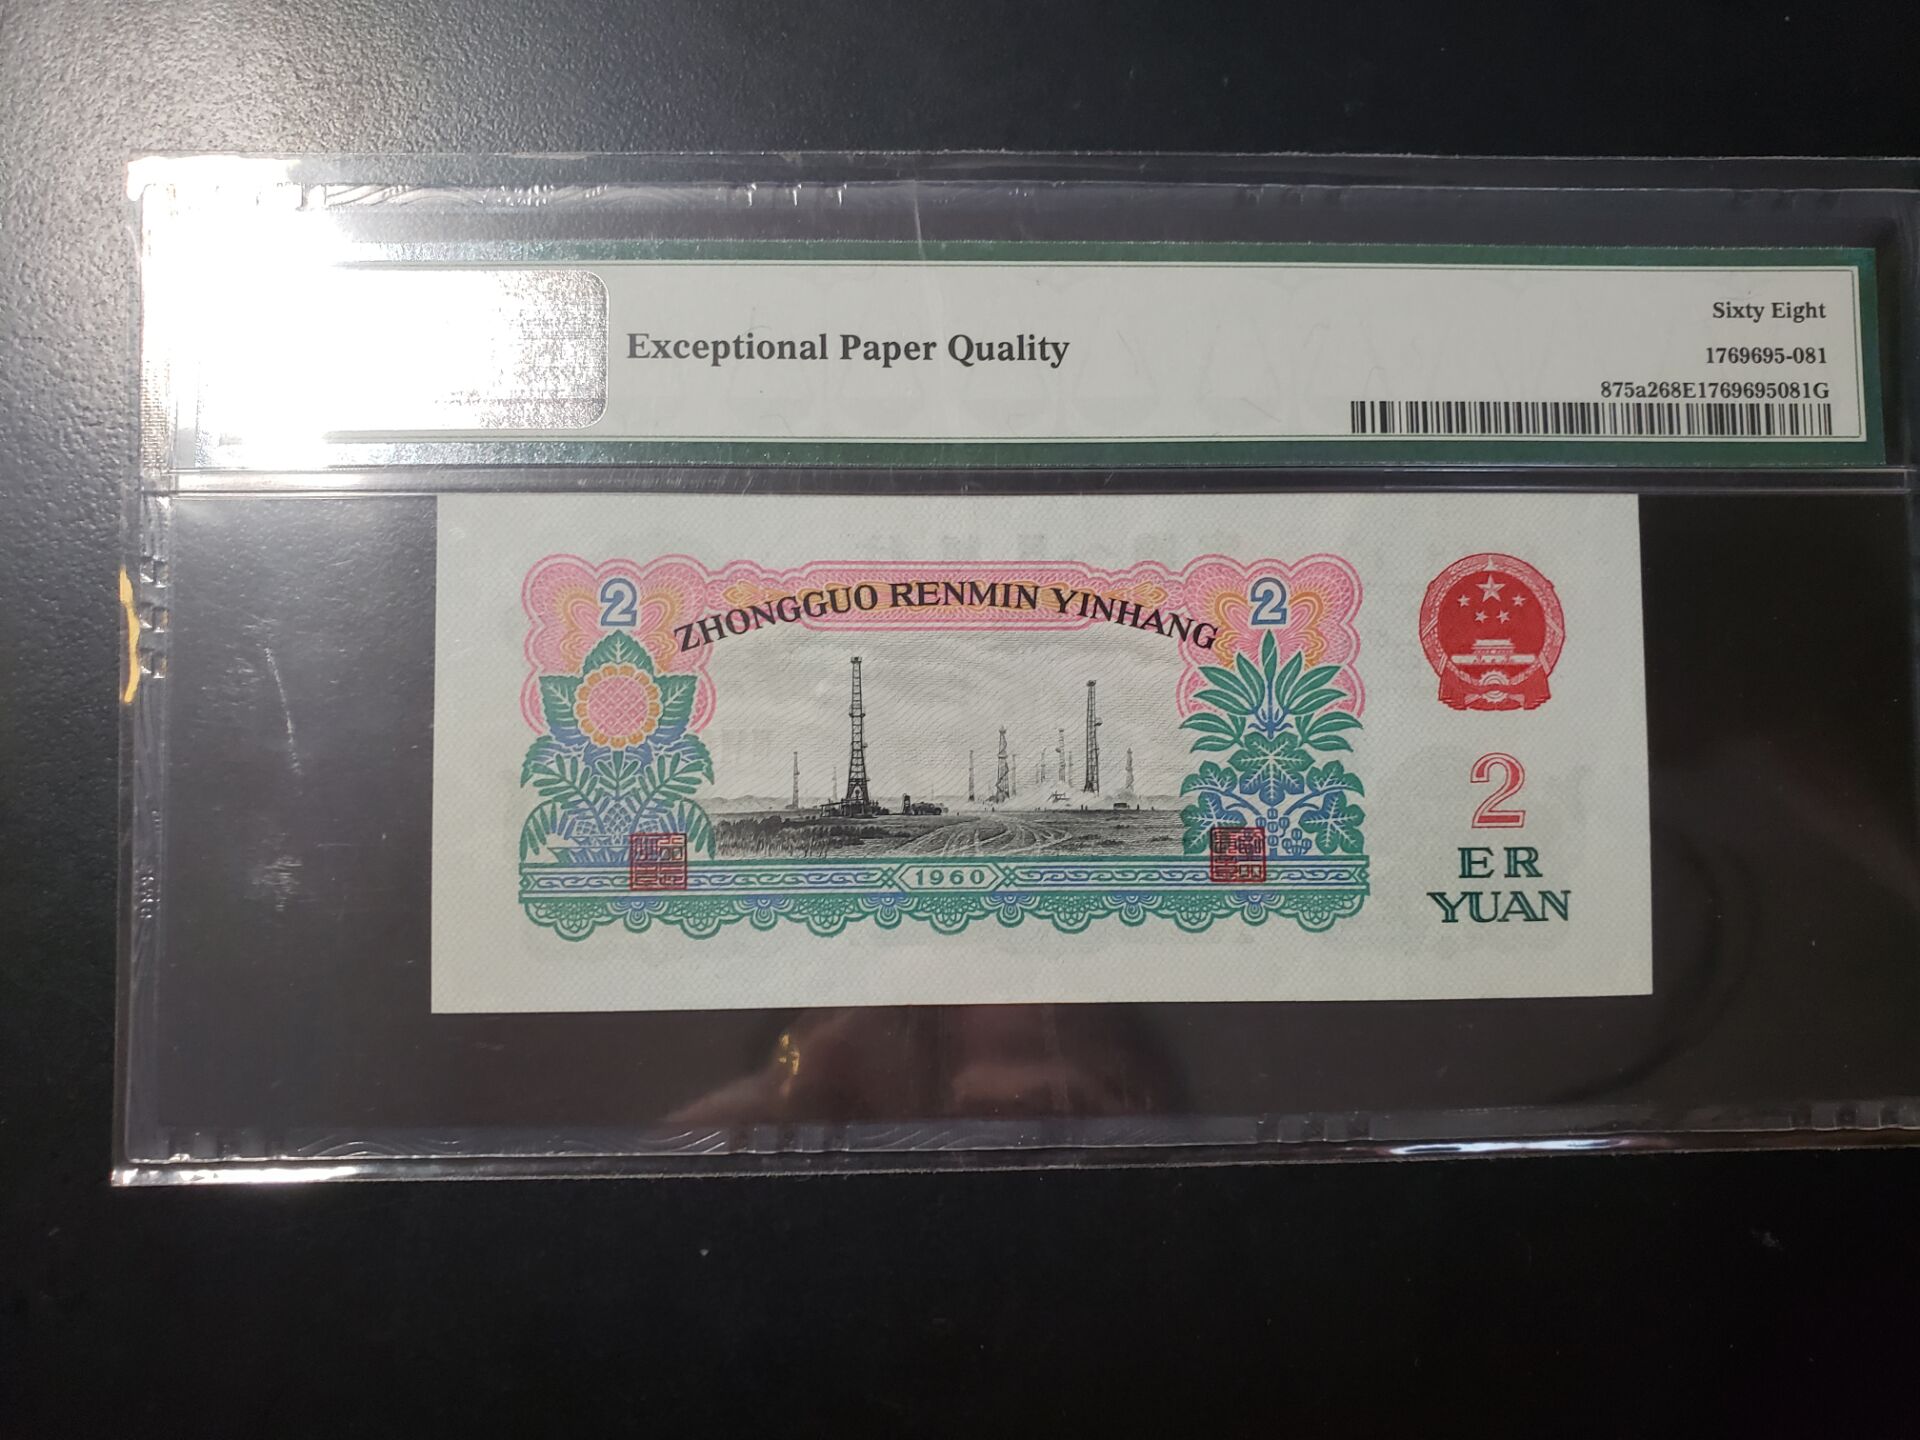 Exceptional Paper Quality
Sixty Eight
1769695-081
875a268E1769695081G
2
ZHONGGUO RENMIN YINHANG
2
1960
2
ER
YUAN